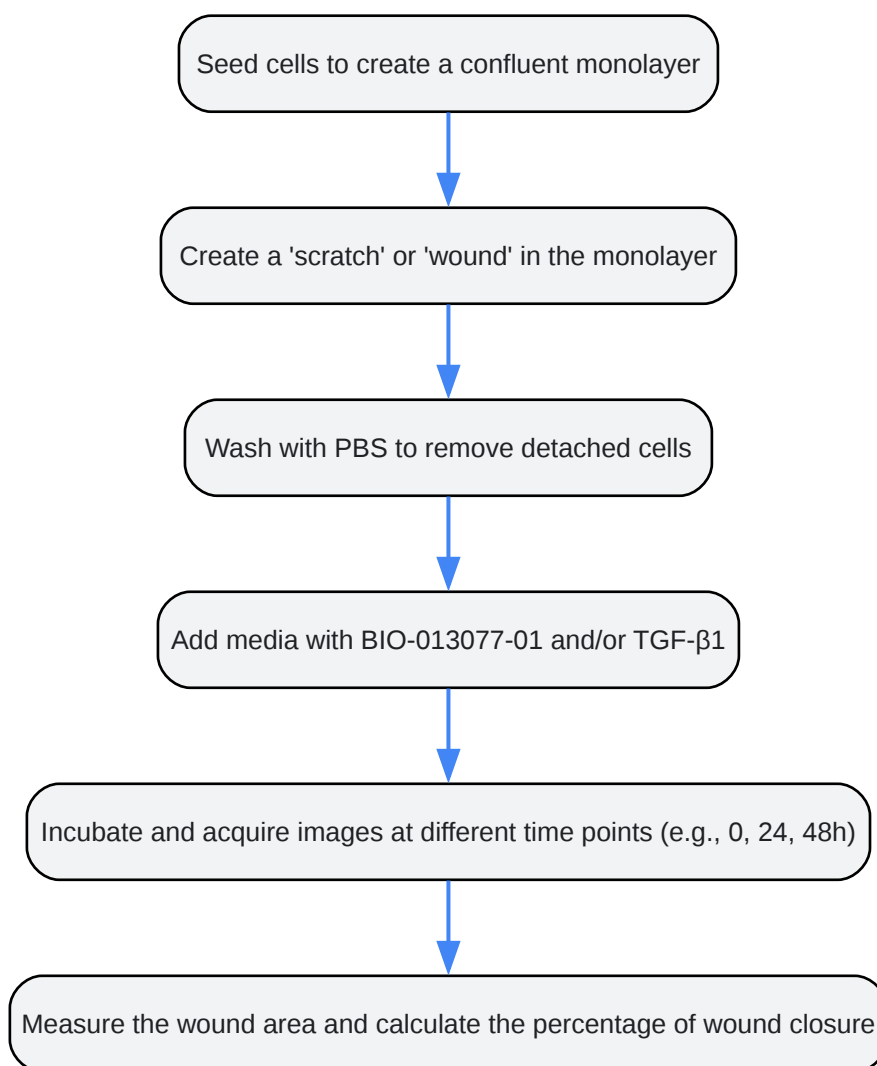 Seed cells to create a confluent monolayer
Create a 'scratch' or 'wound' in the monolayer
Wash with PBS to remove detached cells
Add media with BIO-013077-01 and/or TGF-β1
Incubate and acquire images at different time points (e.g., 0, 24, 48h)
Measure the wound area and calculate the percentage of wound closure